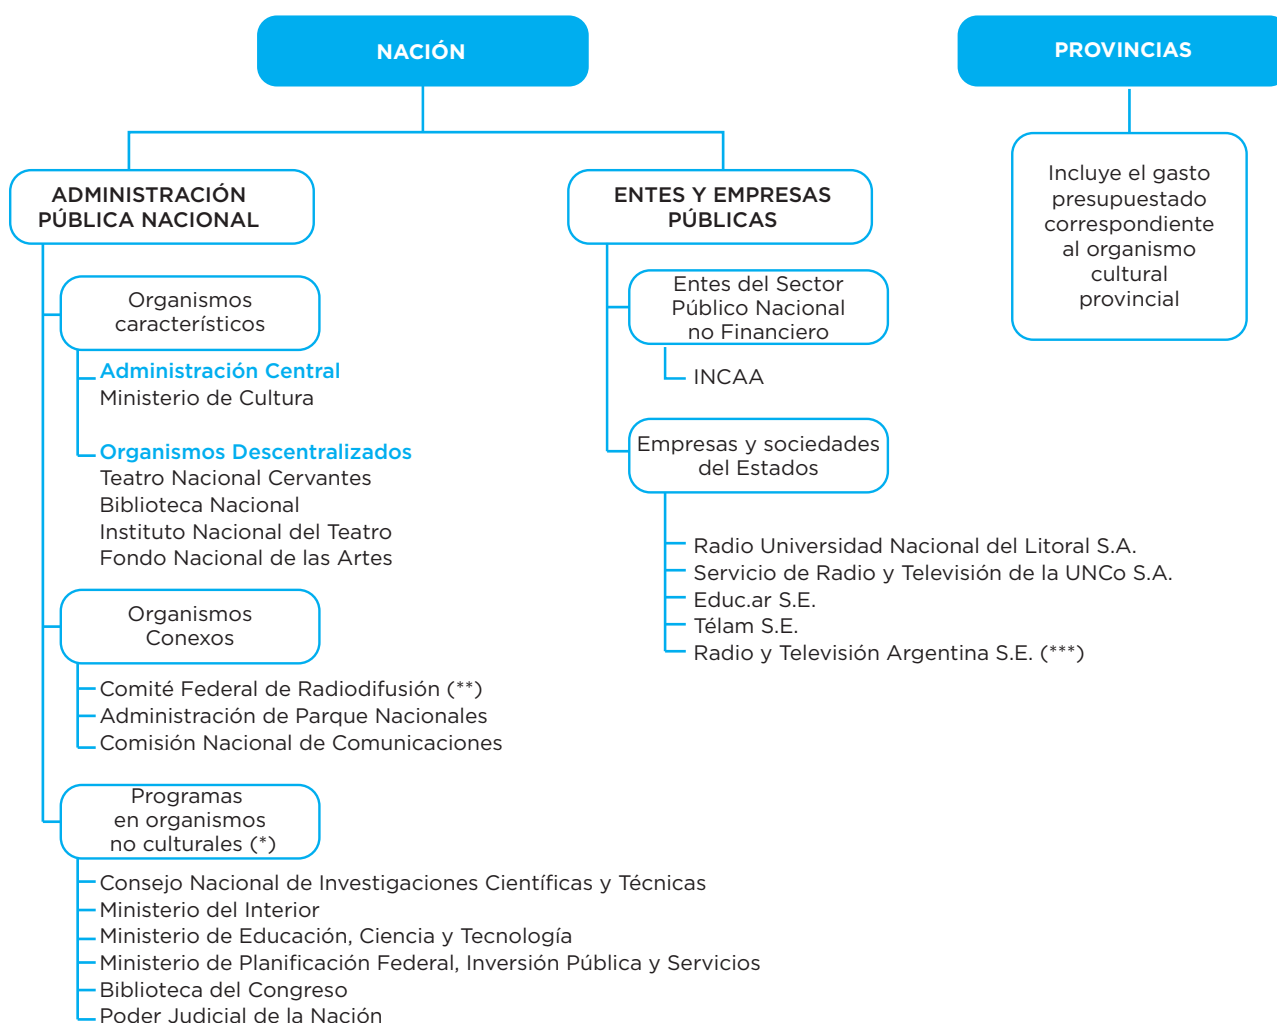 NACIÓN
ADMINISTRACIÓN
PÚBLICA NACIONAL
Organismos
característicos
Administración Central
Ministerio de Cultura
Organismos Descentralizados
Teatro Nacional Cervantes
Biblioteca Nacional
Instituto Nacional del Teatro
Fondo Nacional de las Artes
Organismos
Conexos
Comité Federal de Radiodifusión (**)
Administración de Parque Nacionales
Comisión Nacional de Comunicaciones
Programas
en organismos
no culturales (*)
Consejo Nacional de Investigaciones Científicas y Técnicas
Ministerio del Interior
Ministerio de Educación, Ciencia y Tecnología
Ministerio de Planificación Federal, Inversión Pública y Servicios
Biblioteca del Congreso
Poder Judicial de la Nación
ENTES Y EMPRESAS
PÚBLICAS
Entes del Sector
Público Nacional
no Financiero
INCAA
Empresas y sociedades
del Estados
Radio Universidad Nacional del Litoral S.A.
Servicio de Radio y Televisión de la UNCo S.A.
Educ.ar S.E.
Télam S.E.
Radio y Televisión Argentina S.E. (***)
PROVINCIAS
Incluye el gasto
presupuestado
correspondiente
al organismo
cultural
provincial